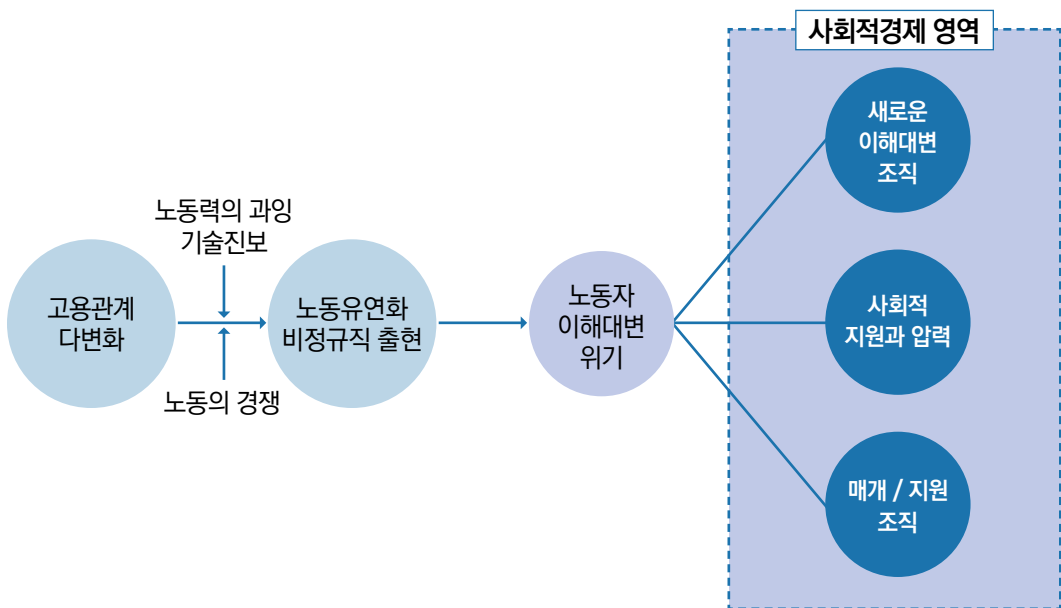 사회적경제 영역
새로운
이해대변
조직
노동력의 과잉
기술진보
고용관계
다변화
노동유연화
비정규직 출현
노동자
이해대변
위기
사회적
지원과 압력
노동의 경쟁
매개 / 지원
조직